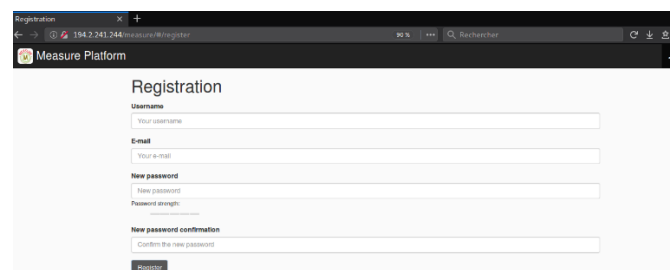 Registration
194.2.241.244/measure/#/register
90 %
Rechercher
Measure Platform
Registration
Username
Your username
E-mail
Your e-mail
New password
New password
Password strength:
New password confirmation
Confirm the new password
Register